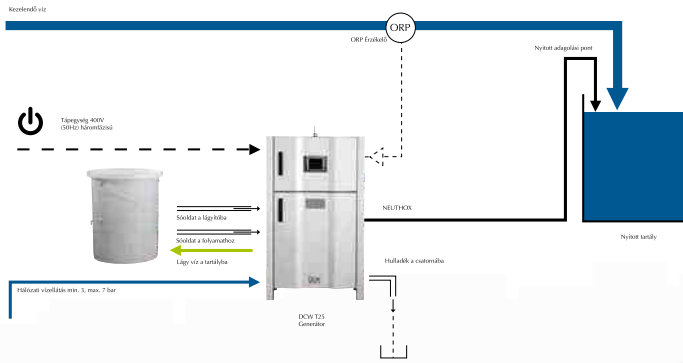 Kezelendő víz
ORP
ORP Érzékelő
Nyitott adagolási pont
Tápegység 400V
(50Hz) háromfázisú
Sóoldat a lágyítóba
NEUTHOX
Sóoldat a folyamathoz
Nyitott tartály
Lágy víz a tartályba
Hulladék a csatornába
Hálózati vízellátás min. 3, max. 7 bar
DCW T25
Generátor